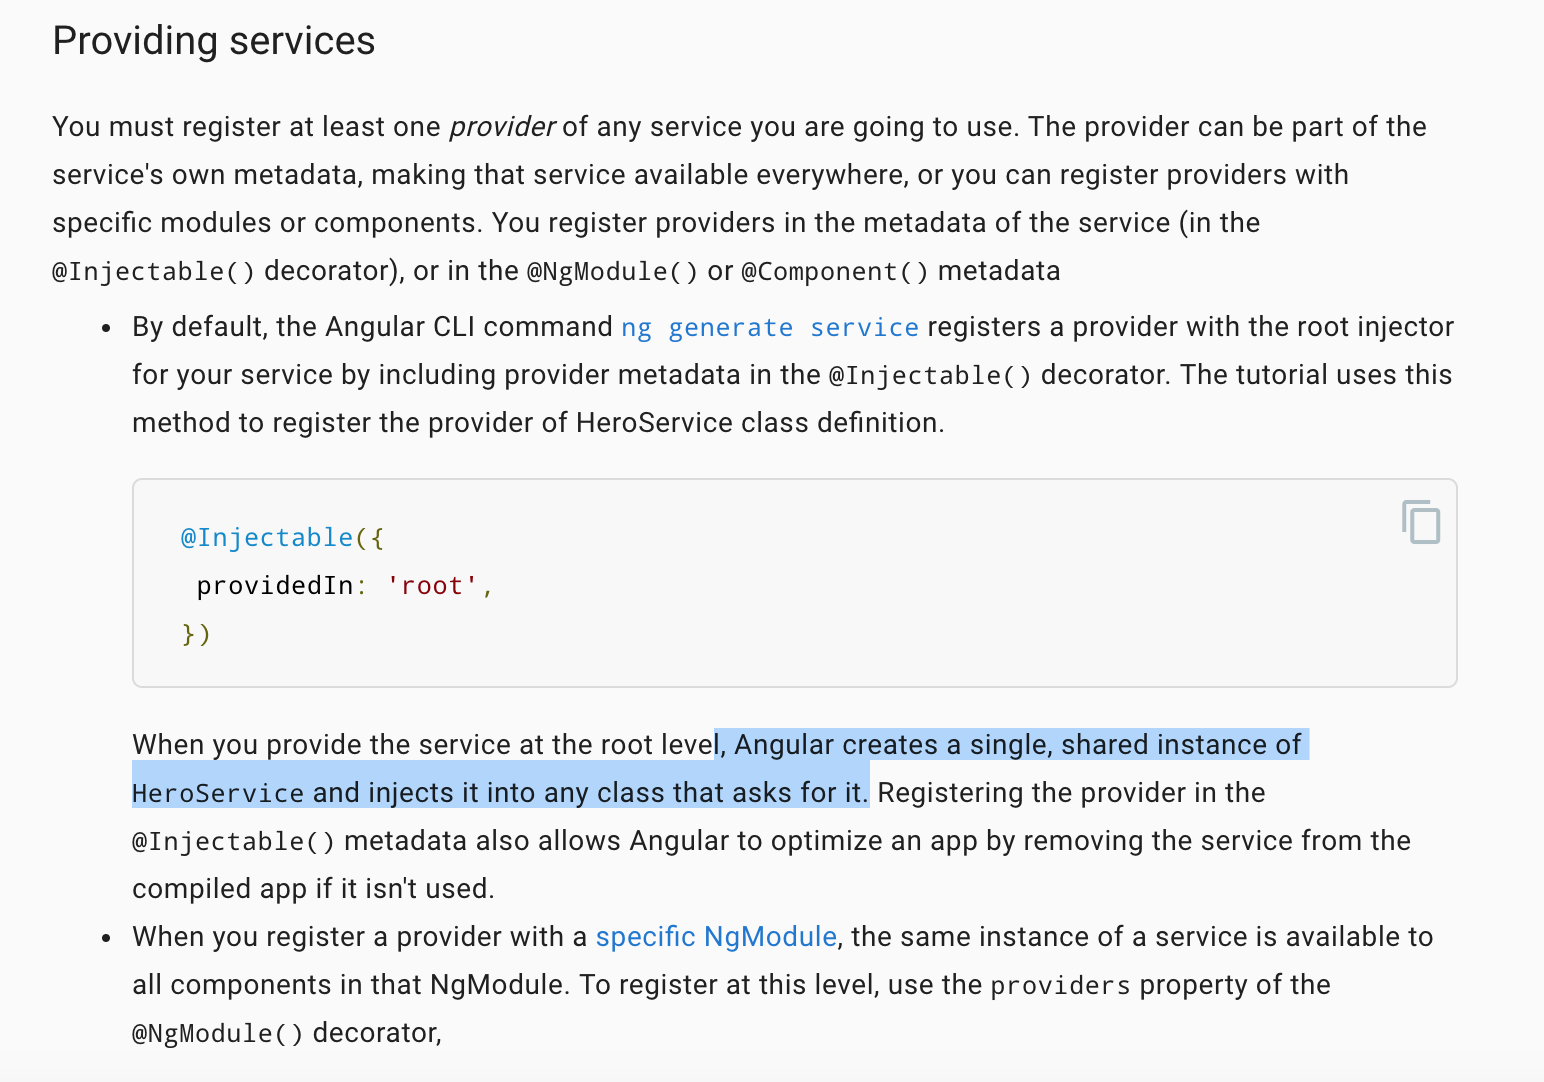 Providing services
You must register at least one provider of any service you are going to use. The provider can be part of the
service's own metadata, making that service available everywhere, or you can register providers with
specific modules or components. You register providers in the metadata of the service (in the
@Injectable() decorator), or in the @NgModule() or @Component() metadata
• By default, the Angular CLI command ng generate service registers a provider with the root injector
for your service by including provider metadata in the @Injectable() decorator. The tutorial uses this
method to register the provider of HeroService class definition.
@Injectable({
 providedIn: 'root',
})
When you provide the service at the root level, Angular creates a single, shared instance of
HeroService and injects it into any class that asks for it. Registering the provider in the
@Injectable() metadata also allows Angular to optimize an app by removing the service from the
compiled app if it isn't used.
• When you register a provider with a specific NgModule, the same instance of a service is available to
all components in that NgModule. To register at this level, use the providers property of the
@NgModule() decorator,